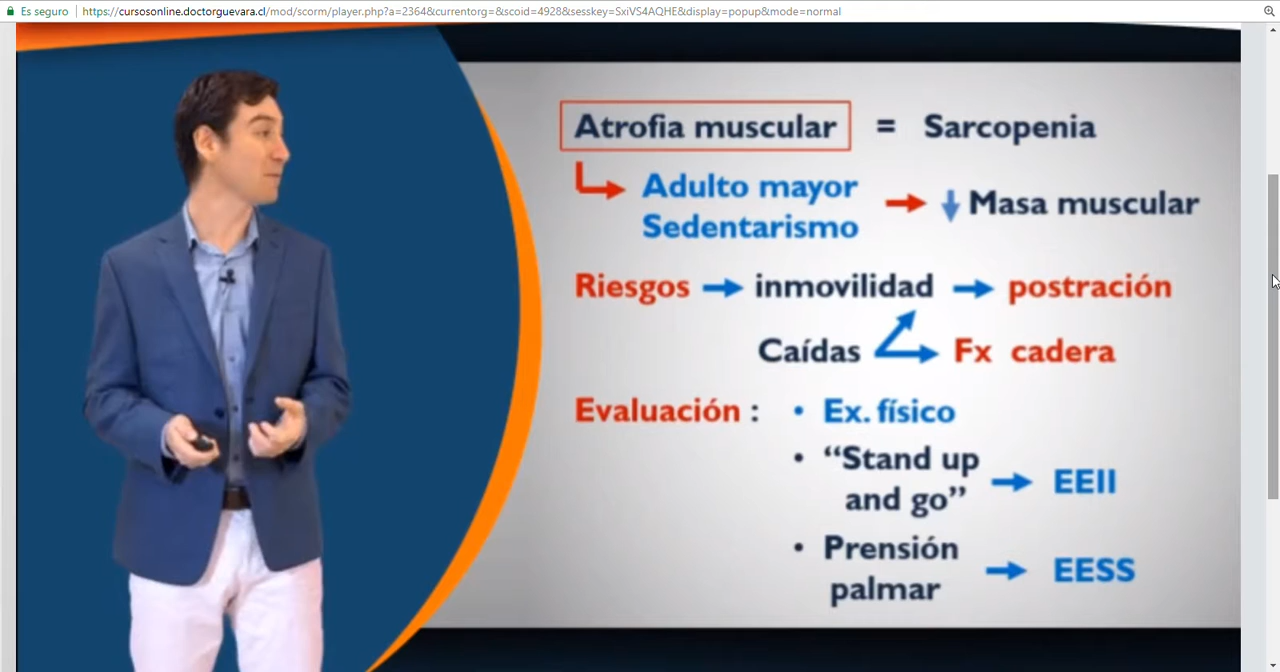 Es seguro | https://cursosonline.doctorguevara.cl/mod/scorm/player.php?a=2364&currentorg=&scoid=4928&sesskey=SxiVS4AQHE&display=popup&mode=normal
Atrofia muscular = Sarcopenia
Adulto mayor
Sedentarismo
Masa muscular
Riesgos inmovilidad postración
Caídas Fx cadera
Evaluación : • Ex. físico
• “Stand up
and go” EEII
• Prensión
palmar EESS